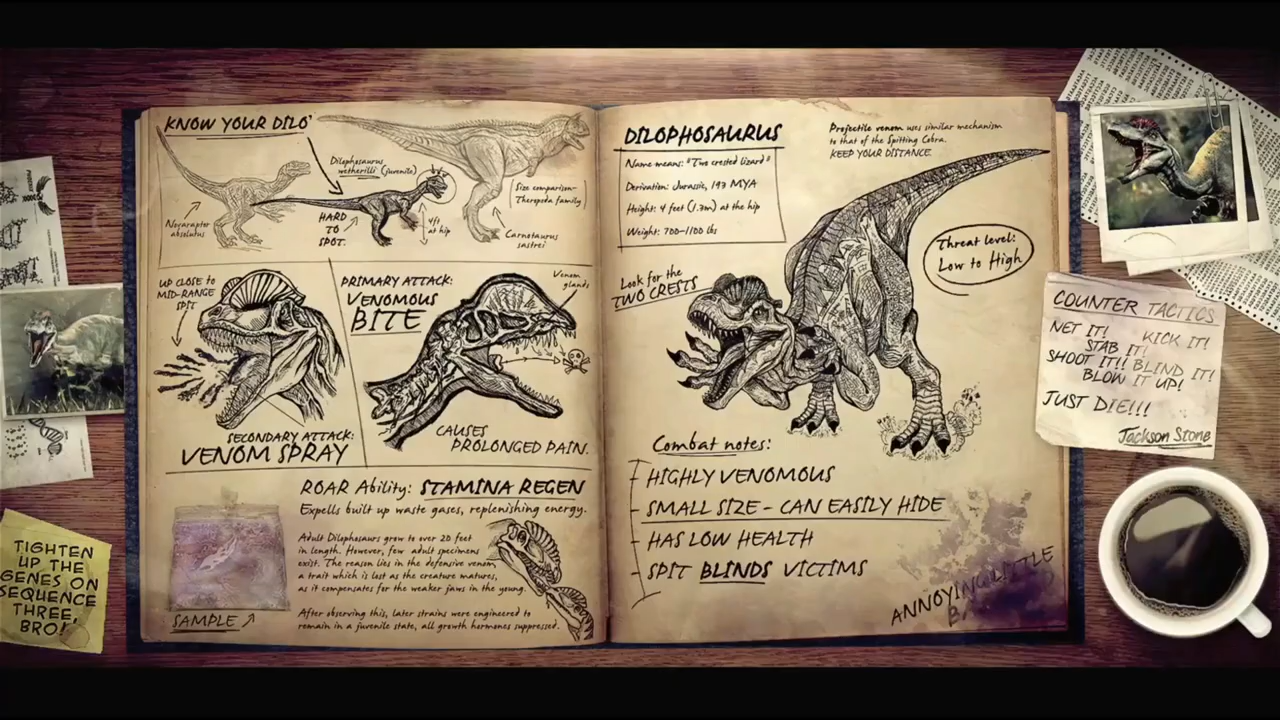 KNOW YOUR DILO'
Dilophosaurus
wetherilli (juvenile)
Novaraptor
absolutus
HARD
TO
SPOT.
4ft
at hip
Size comparison-
Theropoda family
Carnotaurus
sastrei
UP CLOSE TO
MID-RANGE
SPIT
SECONDARY ATTACK:
VENOM SPRAY
PRIMARY ATTACK:
VENOMOUS
BITE
Venom
glands
CAUSES
PROLONGED PAIN.
ROAR Ability: STAMINA REGEN
Expells built up waste gases, replenishing energy.
Adult Dilophosaurs grow to over 20 feet
in length. However, few adult specimens
exist. The reason lies in the defensive venom,
a trait which is lost as the creature matures,
as it compensates for the weaker jaws in the young.
After observing this, later strains were engineered to
remain in a juvenile state, all growth hormones suppressed.
SAMPLE
TIGHTEN
UP THE
GENES ON
SEQUENCE
THREE,
BRO!
DILOPHOSAURUS
Name means: "Two crested lizard"
Derivation: Jurassic, 193 MYA
Height: 4 feet (1.3m) at the hip
Weight: 700-1100 lbs
Projectile venom uses similar mechanism
to that of the Spitting Cobra.
KEEP YOUR DISTANCE.
Look for the
TWO CRESTS
Threat level:
Low to High
Combat notes:
- HIGHLY VENOMOUS
- SMALL SIZE - CAN EASILY HIDE
- HAS LOW HEALTH
- SPIT BLINDS VICTIMS
ANNOYING LITTLE
COUNTER TACTICS
NET IT! KICK IT!
STAB IT!
SHOOT IT!! BLIND IT!
BLOW IT UP!
JUST DIE!!!
Jackson Stone